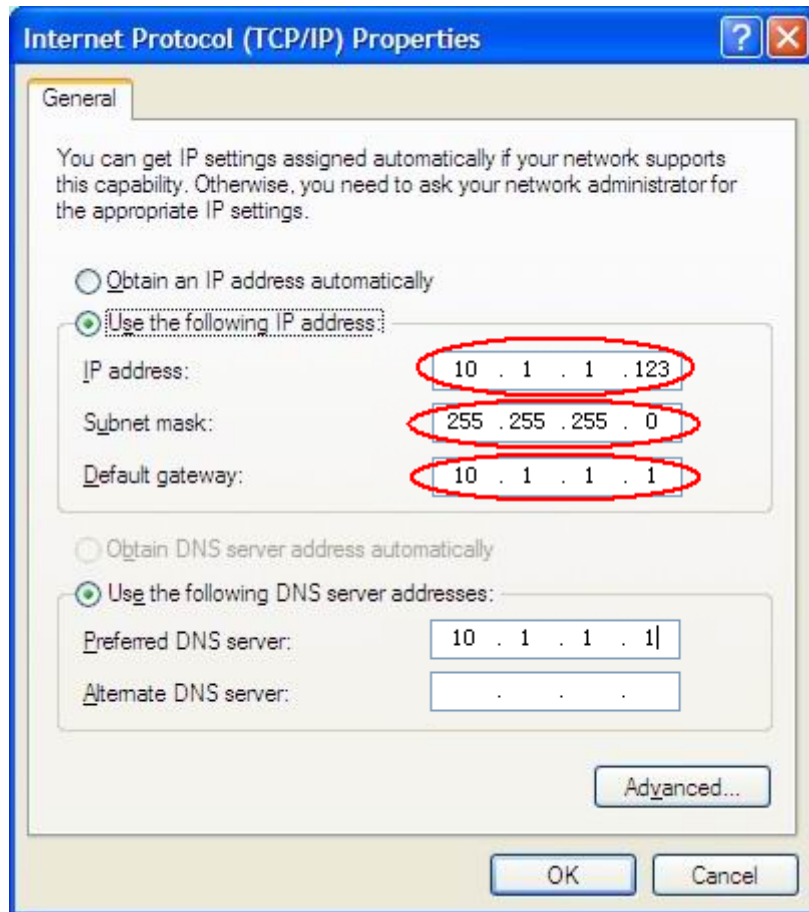 Internet Protocol (TCP/IP) Properties
General
You can get IP settings assigned automatically if your network supports
this capability. Otherwise, you need to ask your network administrator for
the appropriate IP settings.
Obtain an IP address automatically
Use the following IP address:
IP address: 10 . 1 . 1 . 123
Subnet mask: 255 . 255 . 255 . 0
Default gateway: 10 . 1 . 1 . 1
Obtain DNS server address automatically
Use the following DNS server addresses:
Preferred DNS server: 10 . 1 . 1 . 1
Alternate DNS server: . . .
Advanced...
OK Cancel